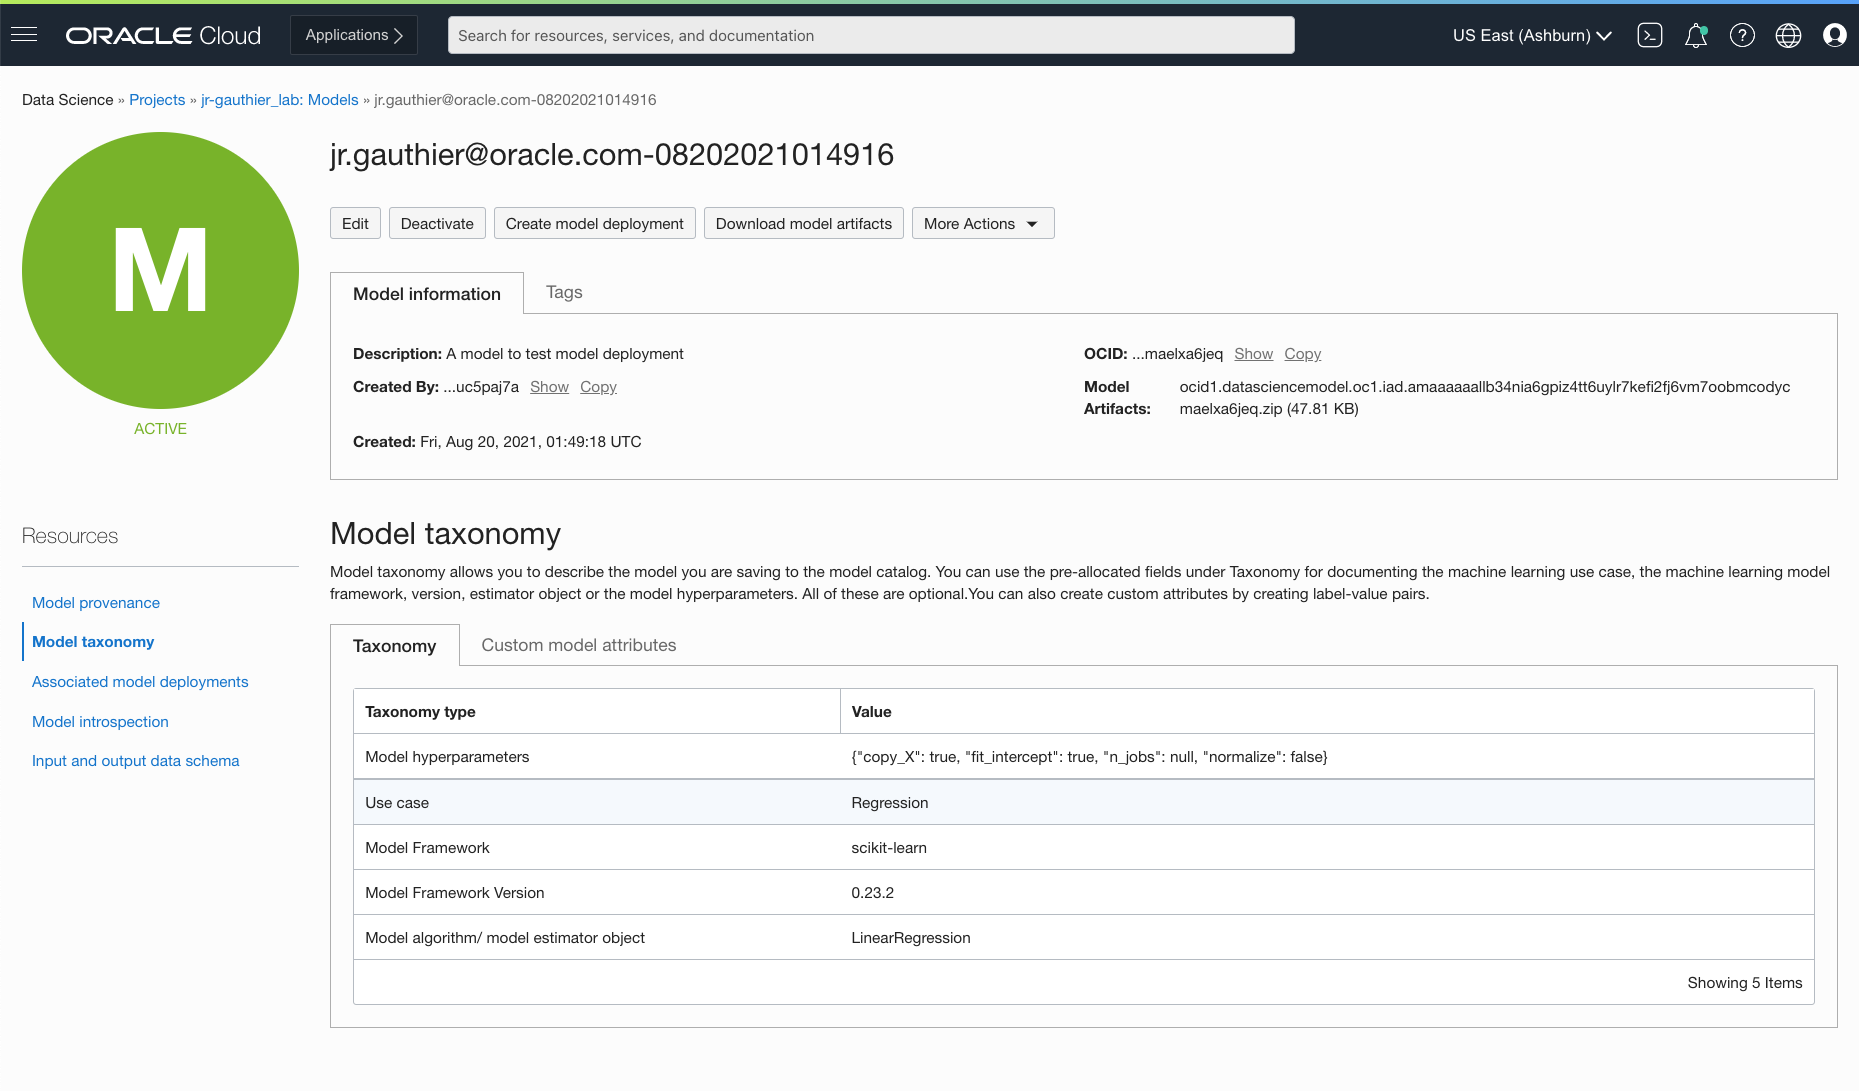 ORACLE Cloud
Applications
Search for resources, services, and documentation
US East (Ashburn)
Data Science » Projects » jr-gauthier_lab: Models » jr.gauthier@oracle.com-08202021014916
M
ACTIVE
jr.gauthier@oracle.com-08202021014916
Edit
Deactivate
Create model deployment
Download model artifacts
More Actions
Model information
Tags
Description: A model to test model deployment
Created By: ...uc5paj7a Show Copy
Created: Fri, Aug 20, 2021, 01:49:18 UTC
OCID: ...maelxa6jeq Show Copy
Model Artifacts: ocid1.datasciencemodel.oc1.iad.amaaaaaallb34nia6gpiz4tt6uylr7kefi2fj6vm7oobmcodyc
maelxa6jeq.zip (47.81 KB)
Resources
Model provenance
Model taxonomy
Associated model deployments
Model introspection
Input and output data schema
Model taxonomy
Model taxonomy allows you to describe the model you are saving to the model catalog. You can use the pre-allocated fields under Taxonomy for documenting the machine learning use case, the machine learning model
framework, version, estimator object or the model hyperparameters. All of these are optional.You can also create custom attributes by creating label-value pairs.
Taxonomy
Custom model attributes
Taxonomy type Value
Model hyperparameters {"copy_X": true, "fit_intercept": true, "n_jobs": null, "normalize": false}
Use case Regression
Model Framework scikit-learn
Model Framework Version 0.23.2
Model algorithm/ model estimator object LinearRegression
Showing 5 Items